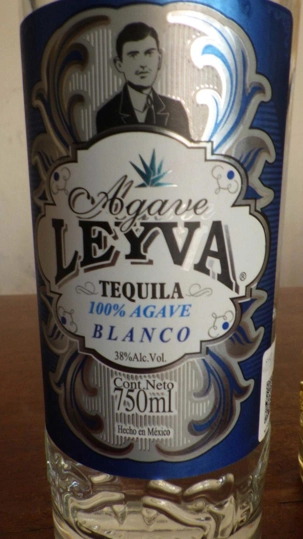 Agave
LEYVA®
TEQUILA
100% AGAVE
BLANCO
38%Alc.Vol.
Cont.Neto
750ml
Hecho en México